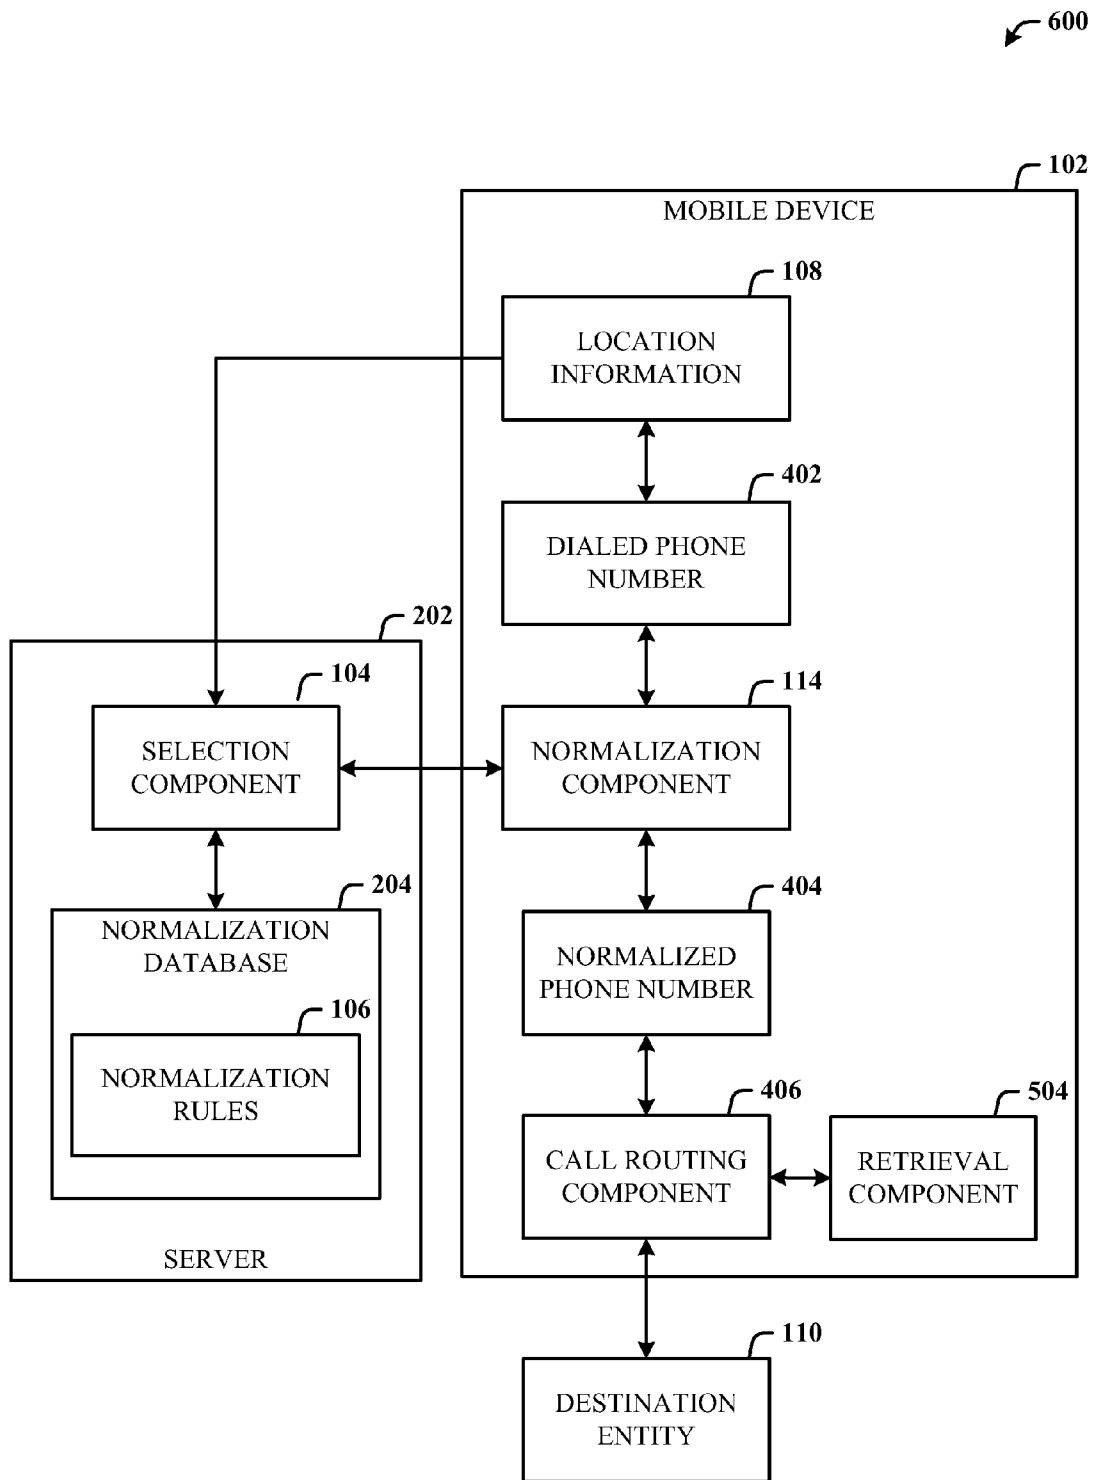 600
102
MOBILE DEVICE
108
LOCATION
INFORMATION
402
DIALED PHONE
NUMBER
202
104
SELECTION
COMPONENT
114
NORMALIZATION
COMPONENT
204
NORMALIZATION
DATABASE
404
NORMALIZED
PHONE NUMBER
106
NORMALIZATION
RULES
406
CALL ROUTING
COMPONENT
504
RETRIEVAL
COMPONENT
SERVER
110
DESTINATION
ENTITY